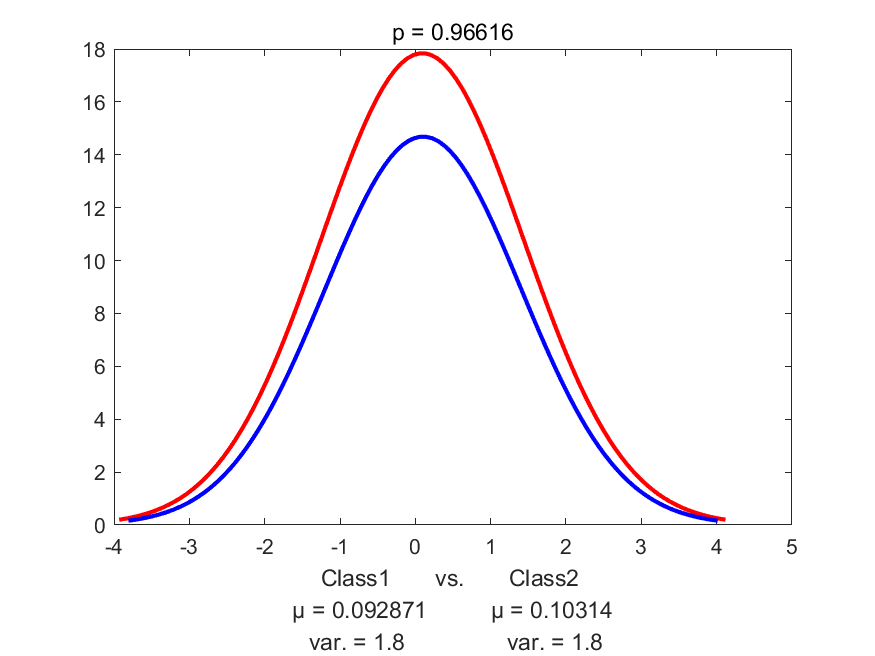 p = 0.96616
18
16
14
12
10
8
6
4
2
0
-4 -3 -2 -1 0 1 2 3 4 5
Class1 vs. Class2
μ = 0.092871 μ = 0.10314
var. = 1.8 var. = 1.8